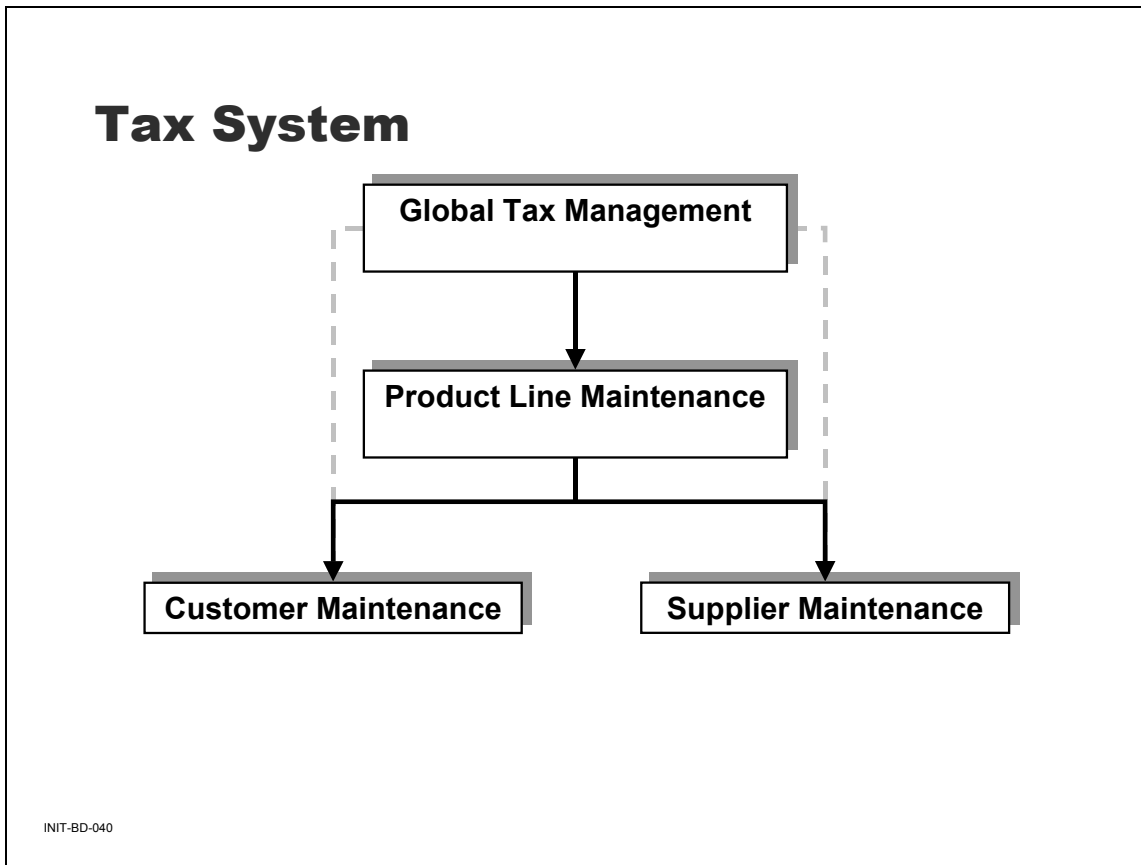 Tax System
Global Tax Management
Product Line Maintenance
Customer Maintenance
Supplier Maintenance
INIT-BD-040